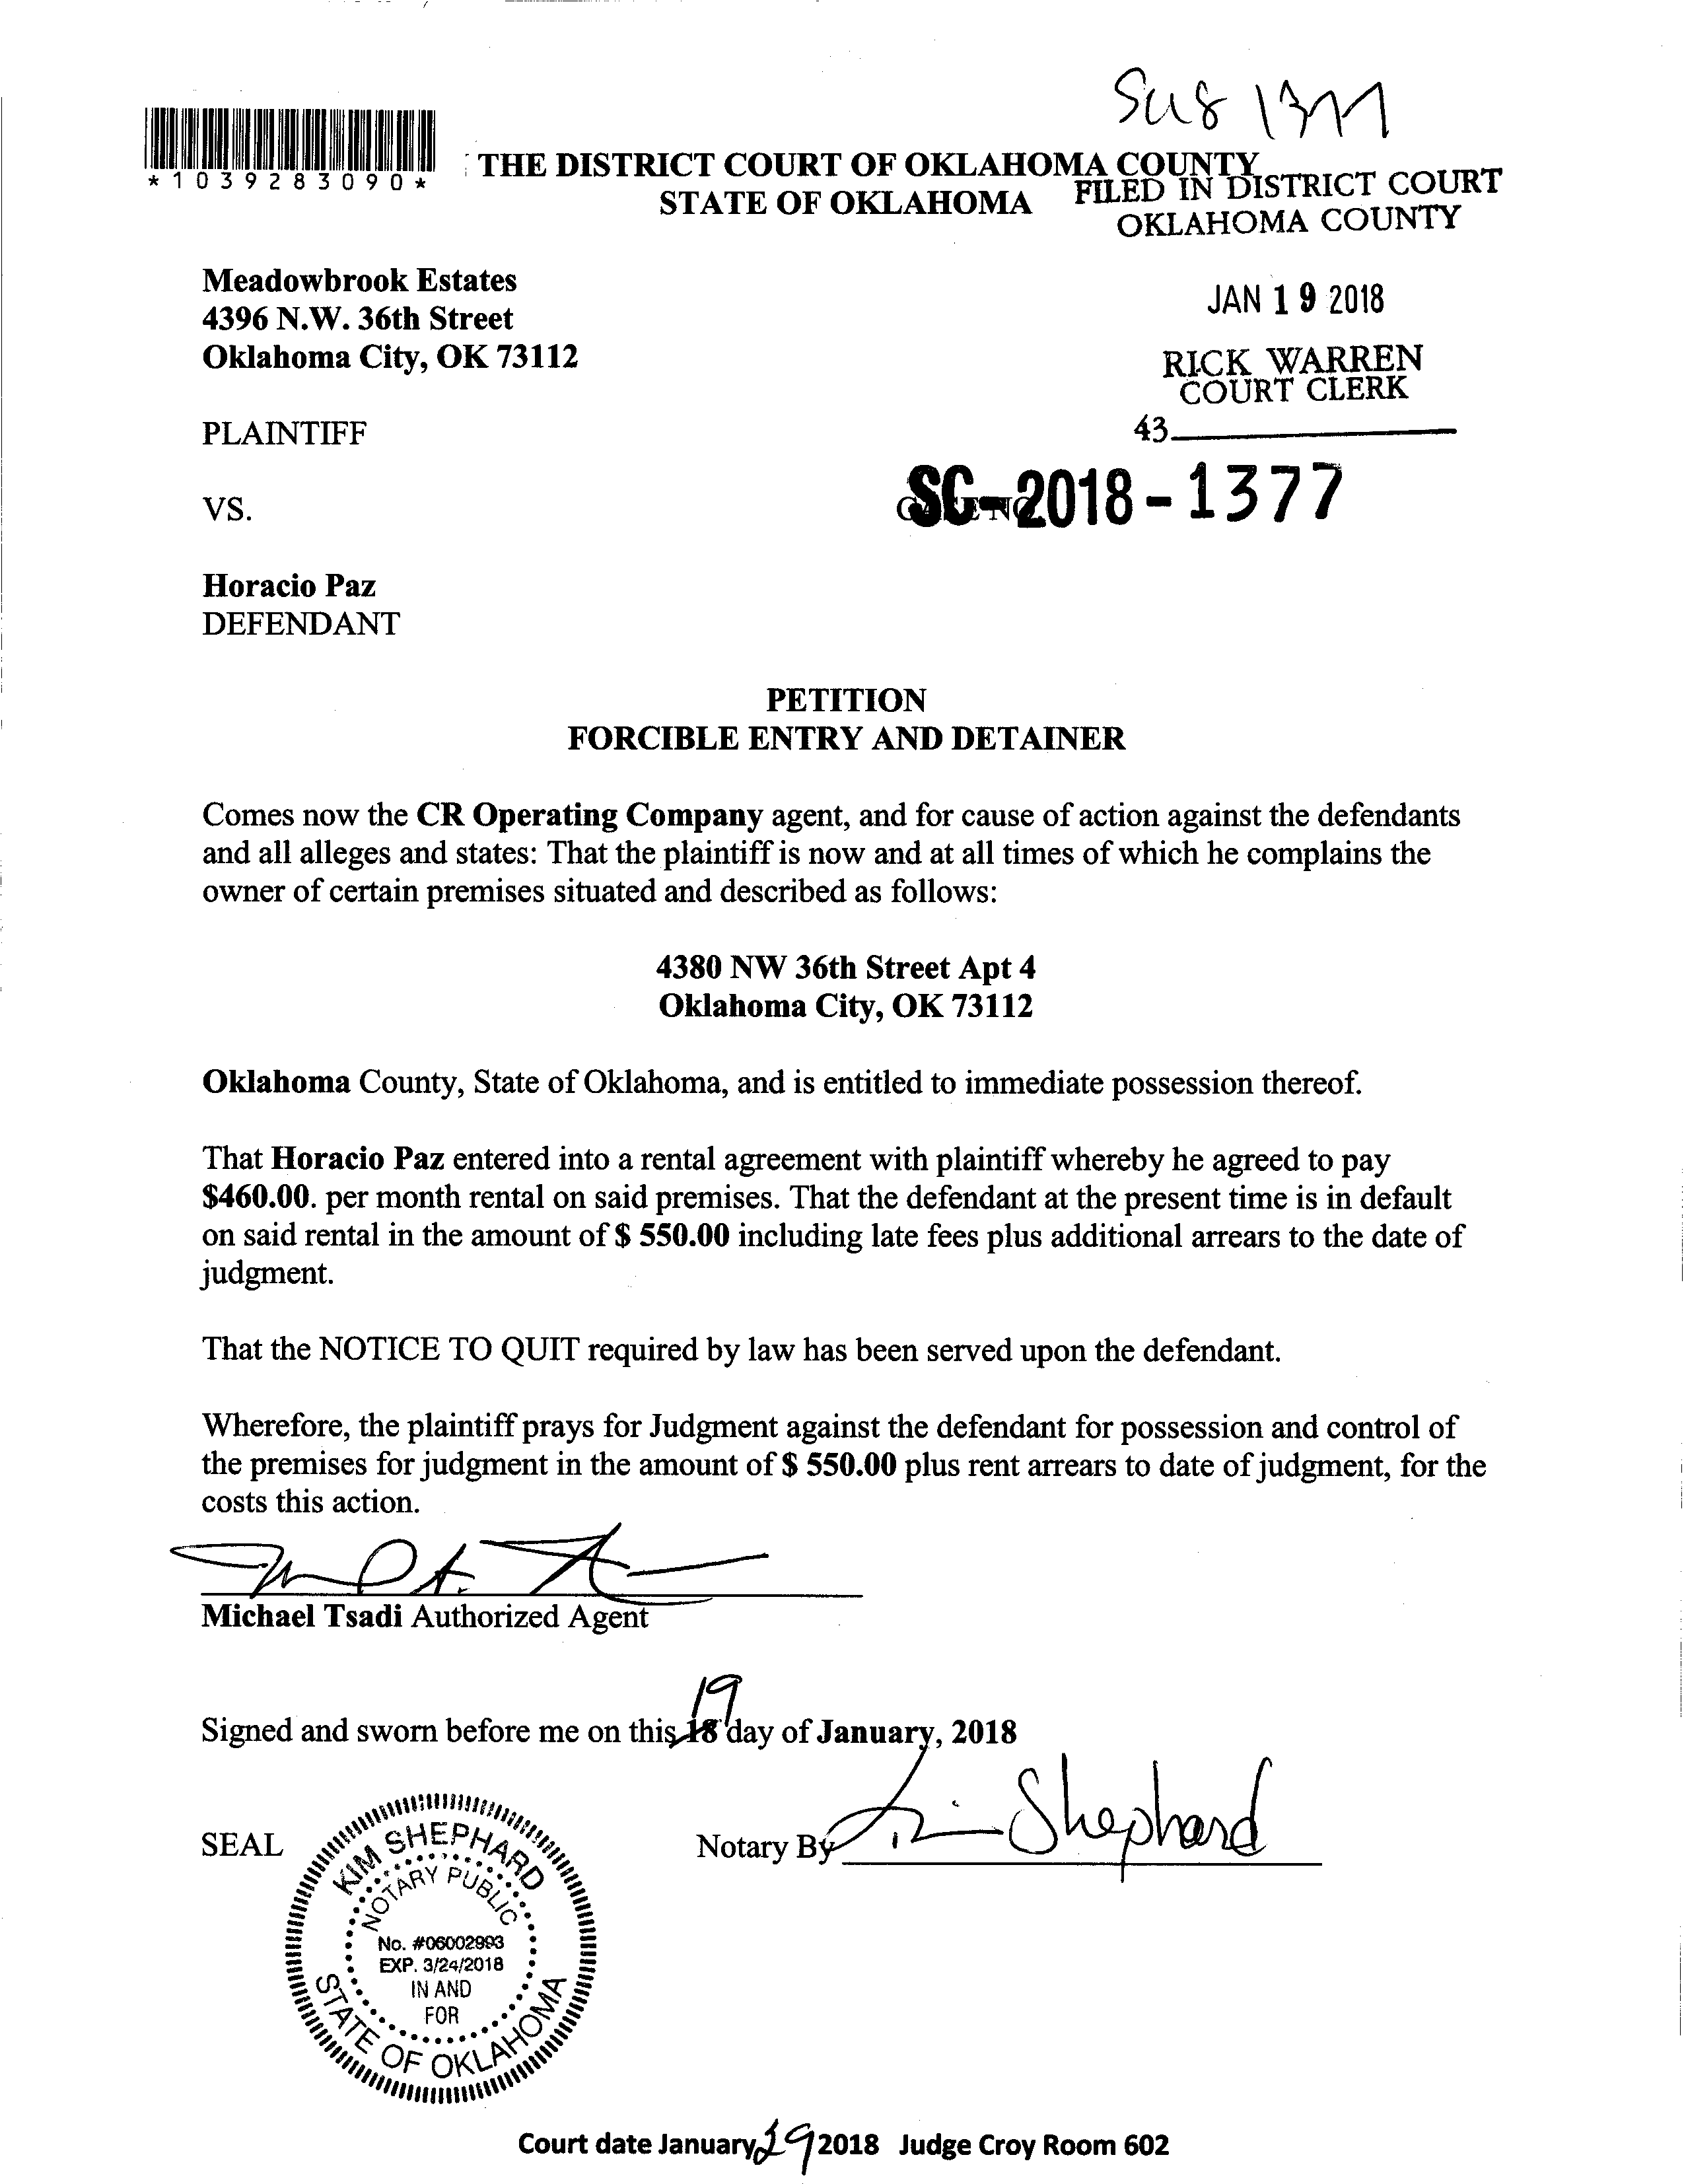 *1039283090*
THE DISTRICT COURT OF OKLAHOMA COUNTY
STATE OF OKLAHOMA
FILED IN DISTRICT COURT
OKLAHOMA COUNTY
JAN 19 2018
RICK WARREN
COURT CLERK
43
Meadowbrook Estates
4396 N.W. 36th Street
Oklahoma City, OK 73112
PLAINTIFF
VS.
SC-2018-1377
Horacio Paz
DEFENDANT
PETITION
FORCIBLE ENTRY AND DETAINER
Comes now the CR Operating Company agent, and for cause of action against the defendants
and all alleges and states: That the plaintiff is now and at all times of which he complains the
owner of certain premises situated and described as follows:
4380 NW 36th Street Apt 4
Oklahoma City, OK 73112
Oklahoma County, State of Oklahoma, and is entitled to immediate possession thereof.
That Horacio Paz entered into a rental agreement with plaintiff whereby he agreed to pay
$460.00. per month rental on said premises. That the defendant at the present time is in default
on said rental in the amount of $ 550.00 including late fees plus additional arrears to the date of
judgment.
That the NOTICE TO QUIT required by law has been served upon the defendant.
Wherefore, the plaintiff prays for Judgment against the defendant for possession and control of
the premises for judgment in the amount of $ 550.00 plus rent arrears to date of judgment, for the
costs this action.
Michael Tsadi Authorized Agent
19
Signed and sworn before me on this 18 day of January, 2018
SEAL
Notary By Kim Shephard
KIM SHEPHARD
NOTARY PUBLIC
No. #06002993
EXP. 3/24/2018
IN AND
FOR
STATE OF OKLAHOMA
Court date January 29 2018 Judge Croy Room 602